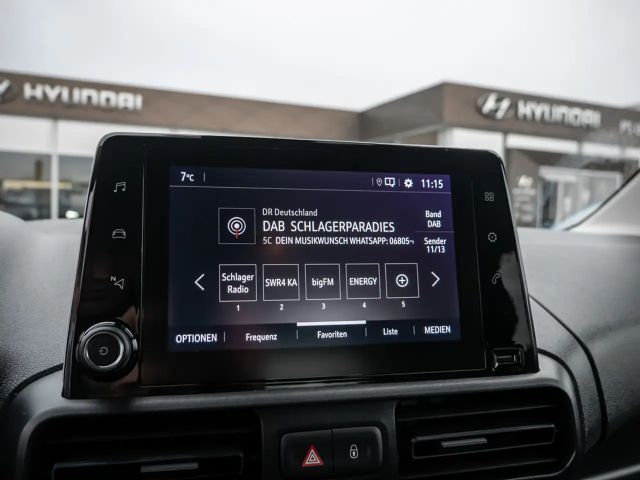 HYUNDAI
HYUNDAI
7°C
11:15
DR Deutschland
DAB SCHLAGERPARADIES
5C DEIN MUSIKWUNSCH WHATSAPP: 06805
Band
DAB
Sender
11/13
Schlager
Radio
SWR4 KA
bigFM
ENERGY
1
2
3
4
5
OPTIONEN
Frequenz
Favoriten
Liste
MEDIEN
N